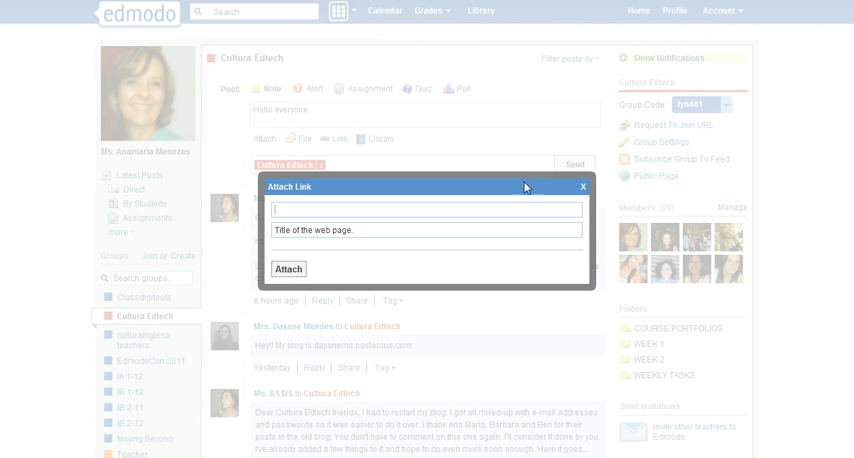 edmodo
Search
Calendar Grades Library
Home Profile Account
Cultura Edtech
Filter posts by
Show Notifications
Post: Note Alert Assignment Quiz Poll
Hello everyone
Attach: File Link Library
Cultura Edtech x
Send
Attach Link X
Title of the web page.
Attach
8 hours ago Reply Share Tag
Mrs. Dayane Mendes to Cultura Edtech
Hey!! My blog is dayanems.posterous.com.
Yesterday Reply Share Tag
Ms. ASSIS to Cultura Edtech
Dear Cultura Edtech friends, I had to restart my blog. I got all mixed-up with e-mail addresses
and passwords so it was easier to do it over. I thank Ana Maria, Bárbara and Ben for their
posts in the old blog. You don't have to comment on this one again. I'll consider it done by you.
I've already added a few things to it and hope to do even more soon enough. Here it goes...
Ms. Anamaria Menezes
Latest Posts
Direct
By Students
Assignments
more
Groups Join or Create
Search groups...
Classdigitools
Cultura Edtech
culturainglesa
teachers
EdmodoCon 2011
IA 1-12
IB 1-12
IB 2-11
IB 2-12
Moving Beyond
Teacher
Cultura Edtech
Group Code: fyn461
Request To Join URL
Group Settings
Subscribe Group To Feed
Public Page
Members (96) Manage
Folders
COURSE PORTFOLIOS
WEEK 1
WEEK 2
WEEKLY TASKS
Send Invitations
Invite other teachers to
Edmodo